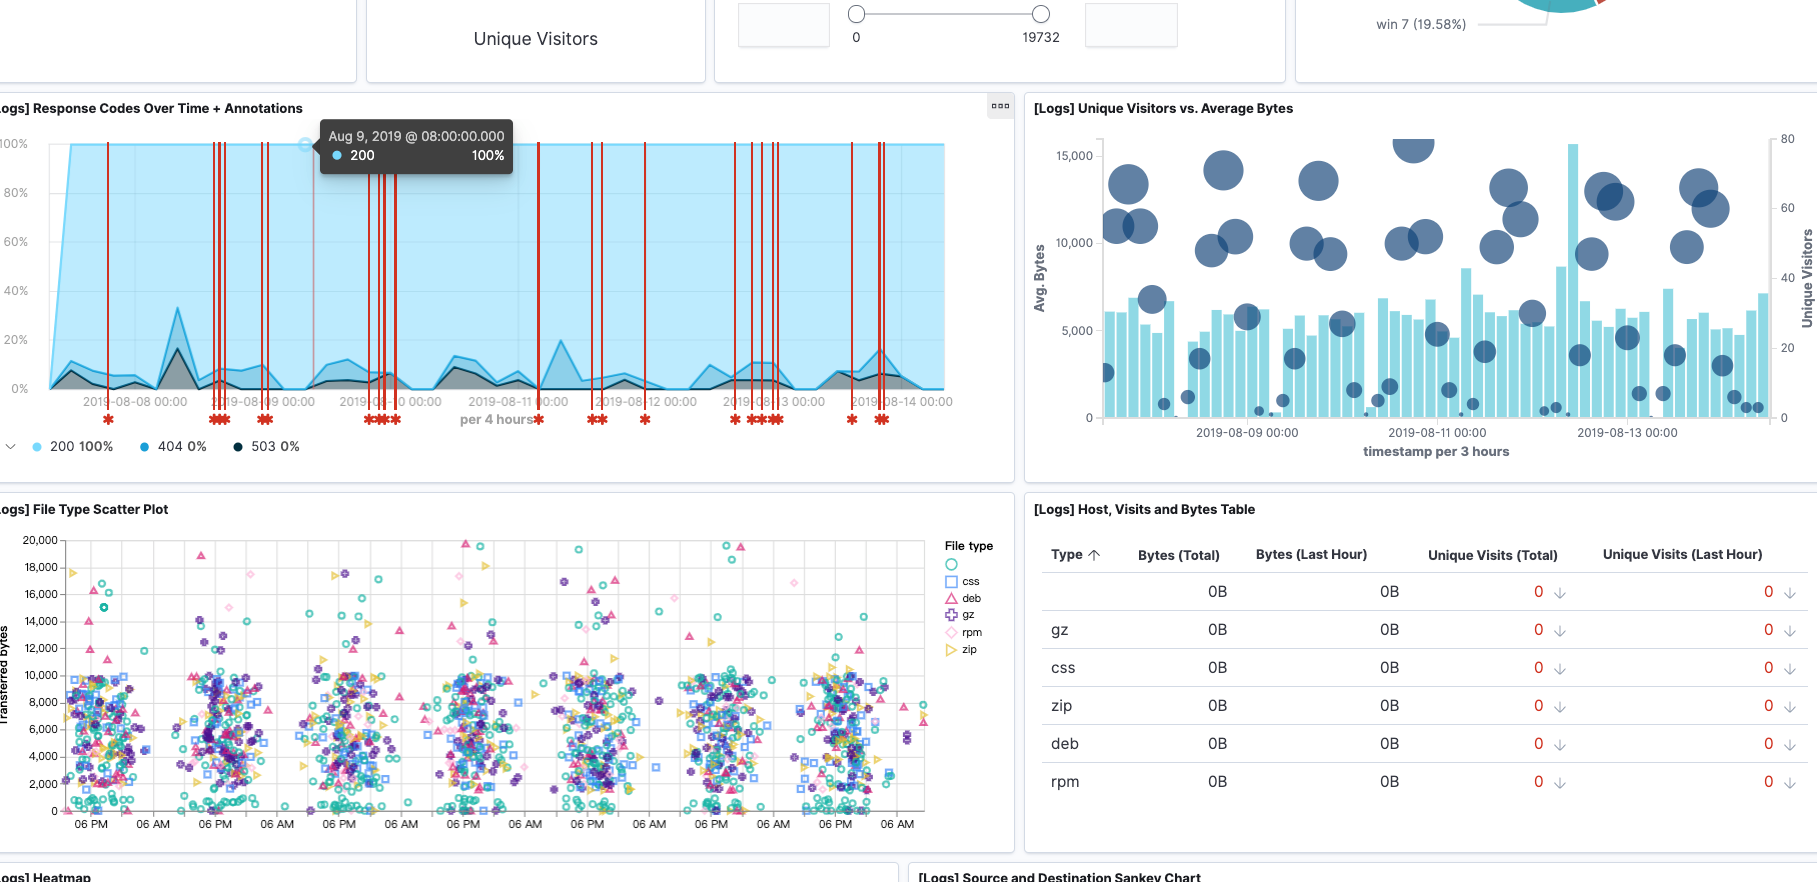 Unique Visitors
0
19732
win 7 (19.58%)
ogs] Response Codes Over Time + Annotations
100%
80%
60%
40%
20%
0%
Aug 9, 2019 @ 08:00:00.000
200 100%
2019-08-08 00:00
2019-08-09 00:00
2019-08-10 00:00
2019-08-11 00:00
2019-08-12 00:00
2019-08-13 00:00
2019-08-14 00:00
per 4 hours
200 100%
404 0%
503 0%
[Logs] Unique Visitors vs. Average Bytes
Avg. Bytes
15,000
10,000
5,000
0
80
60
40
20
0
Unique Visitors
2019-08-09 00:00
2019-08-11 00:00
2019-08-13 00:00
timestamp per 3 hours
ogs] File Type Scatter Plot
Transferred bytes
20,000
18,000
16,000
14,000
12,000
10,000
8,000
6,000
4,000
2,000
0
06 PM
06 AM
06 PM
06 AM
06 PM
06 AM
06 PM
06 AM
06 PM
06 AM
06 PM
06 AM
06 PM
06 AM
File type
css
deb
gz
rpm
zip
[Logs] Host, Visits and Bytes Table
Type Bytes (Total) Bytes (Last Hour) Unique Visits (Total) Unique Visits (Last Hour)
0B 0B 0 0
gz 0B 0B 0 0
css 0B 0B 0 0
zip 0B 0B 0 0
deb 0B 0B 0 0
rpm 0B 0B 0 0
ogs] Heatmap
[Logs] Source and Destination Sankey Chart